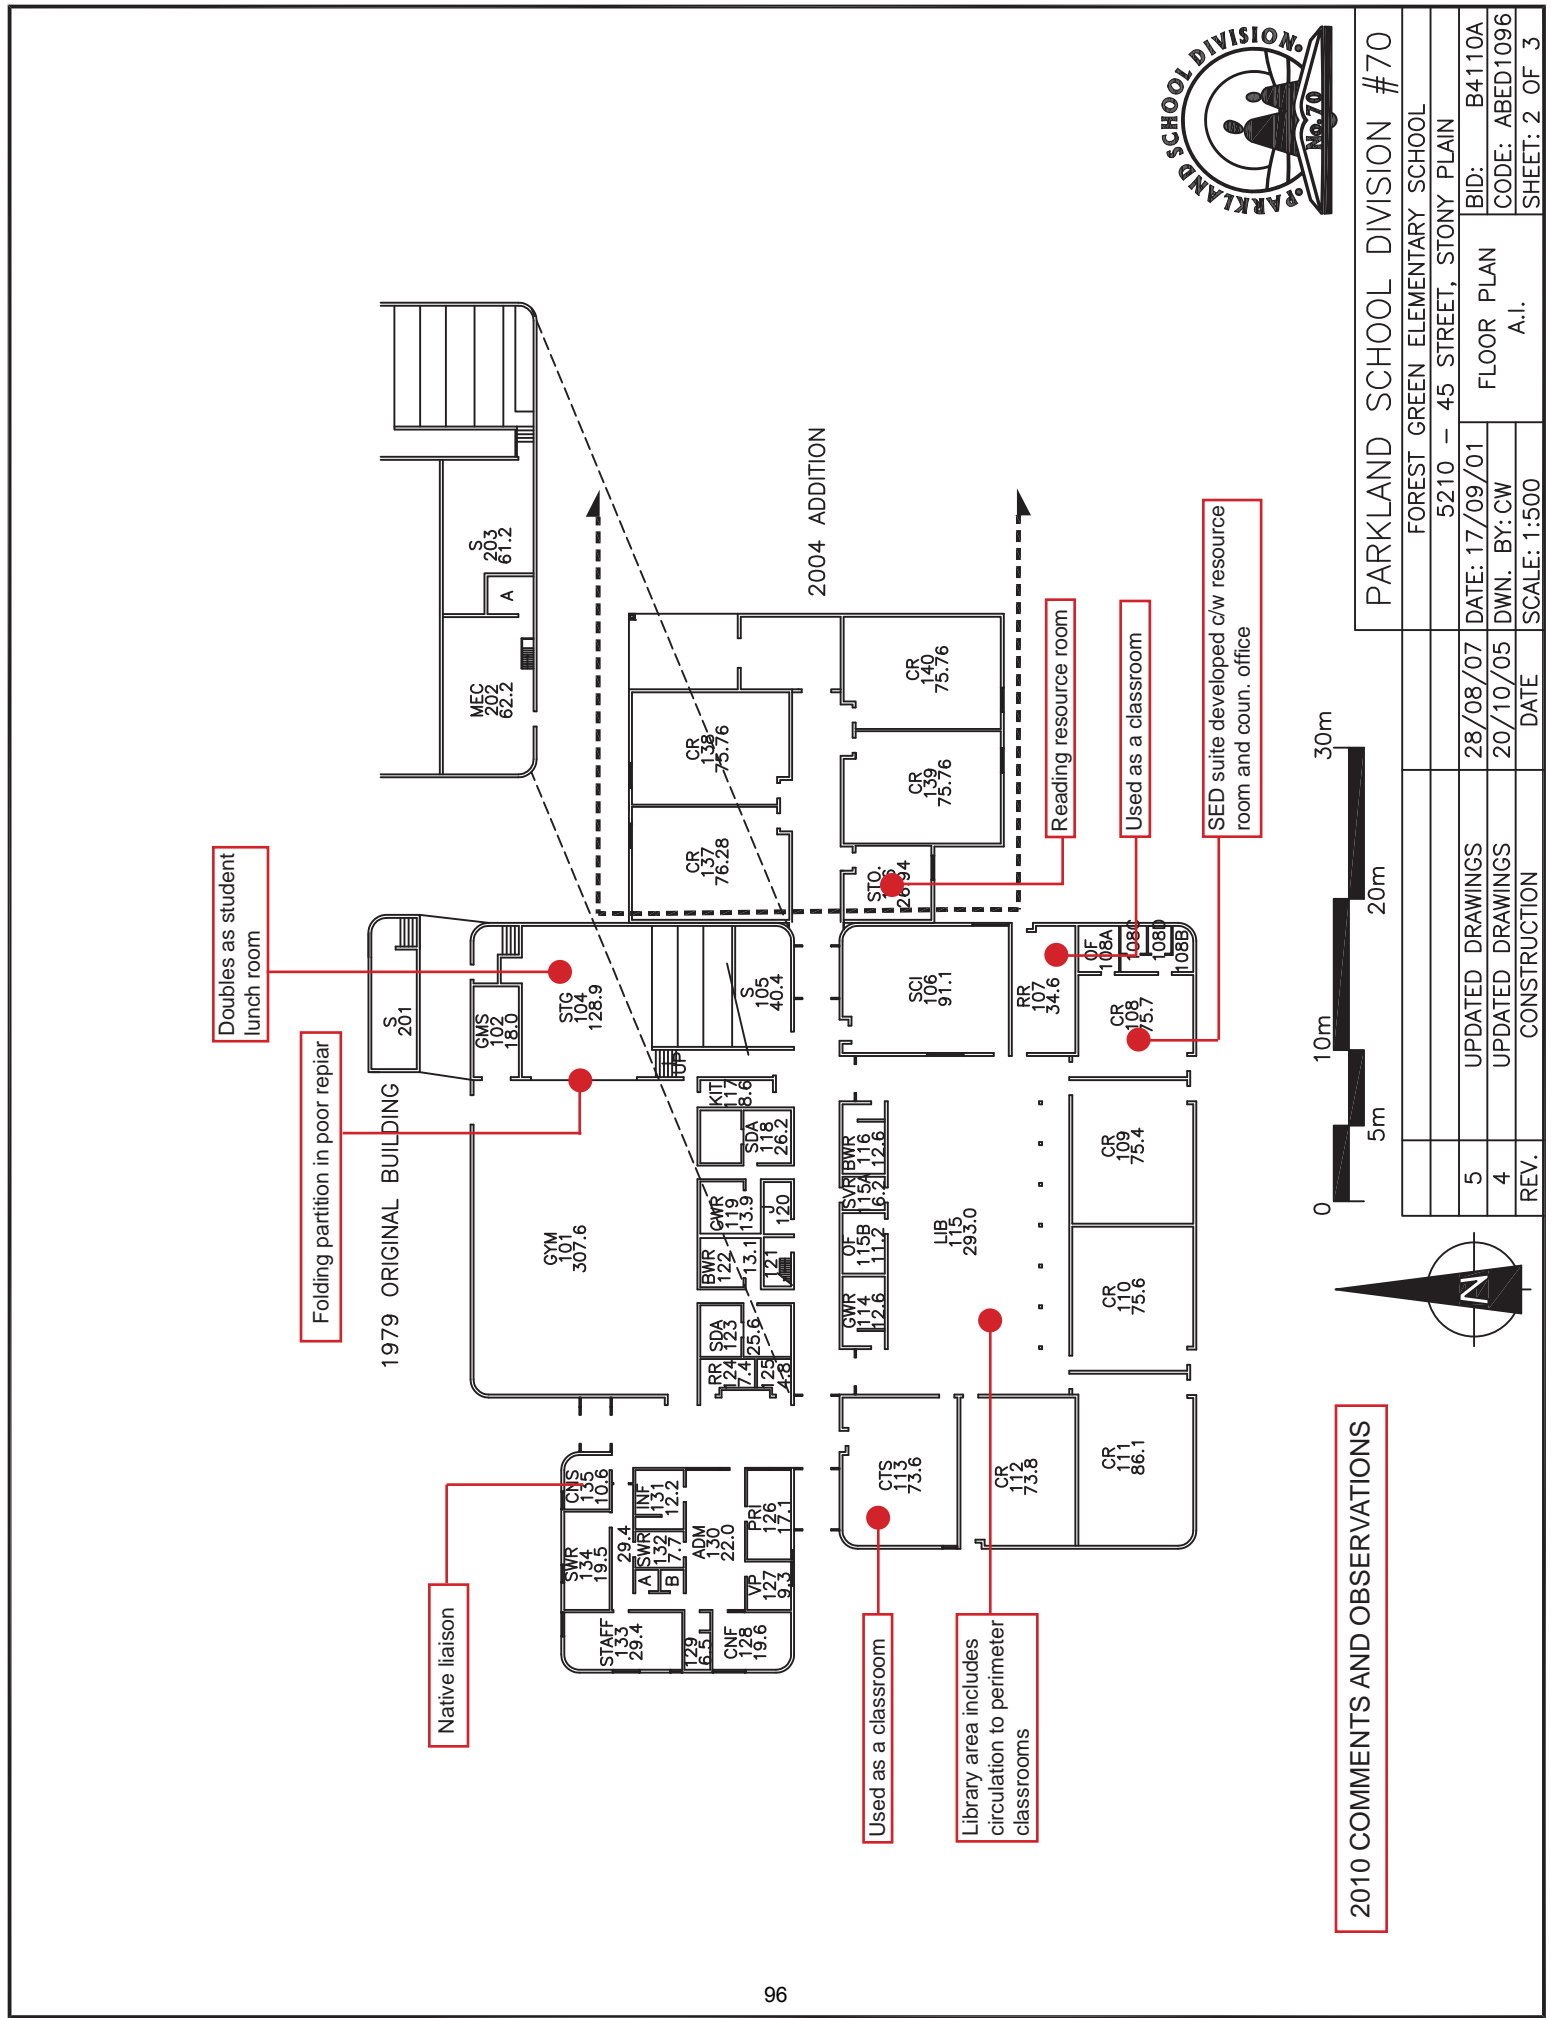 Doubles as student
lunch room
Folding partition in poor repiar
1979 ORIGINAL BUILDING
2004 ADDITION
S
201
GMS
102
18.0
STG
104
128.9
S
105
40.4
UP
GYM
101
307.6
KIT
117
8.6
SDA
118
26.2
GWR
119
13.9
J
120
BWR
122
13.1
121
SDA
123
25.6
RR
124
7.4
125
4.8
MEC
202
62.2
A
S
203
61.2
CR
137
76.28
CR
138
75.76
CR
139
75.76
CR
140
75.76
STO.
Reading resource room
Used as a classroom
SED suite developed c/w resource
room and coun. office
SCI
106
91.1
RR
107
34.6
CR
108
75.7
OF
108A
108C
108D
108B
BWR
116
12.6
SVR
115A
6.2
OF
115B
11.2
GWR
114
12.6
LIB
115
293.0
CR
109
75.4
CR
110
75.6
CR
111
86.1
CR
112
73.8
CTS
113
73.6
CNS
135
10.6
SWR
134
19.5
29.4
STAFF
133
29.4
INF
131
12.2
SWR
132
7.7
A
B
ADM
130
22.0
PRI
126
17.1
VP
127
9.3
CNF
128
19.6
129
6.5
Native liaison
Used as a classroom
Library area includes
circulation to perimeter
classrooms
2010 COMMENTS AND OBSERVATIONS
N
0
5m
10m
20m
30m
PARKLAND SCHOOL DIVISION
No. 70
PARKLAND SCHOOL DIVISION #70
FOREST GREEN ELEMENTARY SCHOOL
5210 – 45 STREET, STONY PLAIN
5 UPDATED DRAWINGS 28/08/07
4 UPDATED DRAWINGS 20/10/05
REV. CONSTRUCTION DATE
DATE: 17/09/01
DWN. BY: CW
SCALE: 1:500
FLOOR PLAN
A.I.
BID: B4110A
CODE: ABED1096
SHEET: 2 OF 3
96